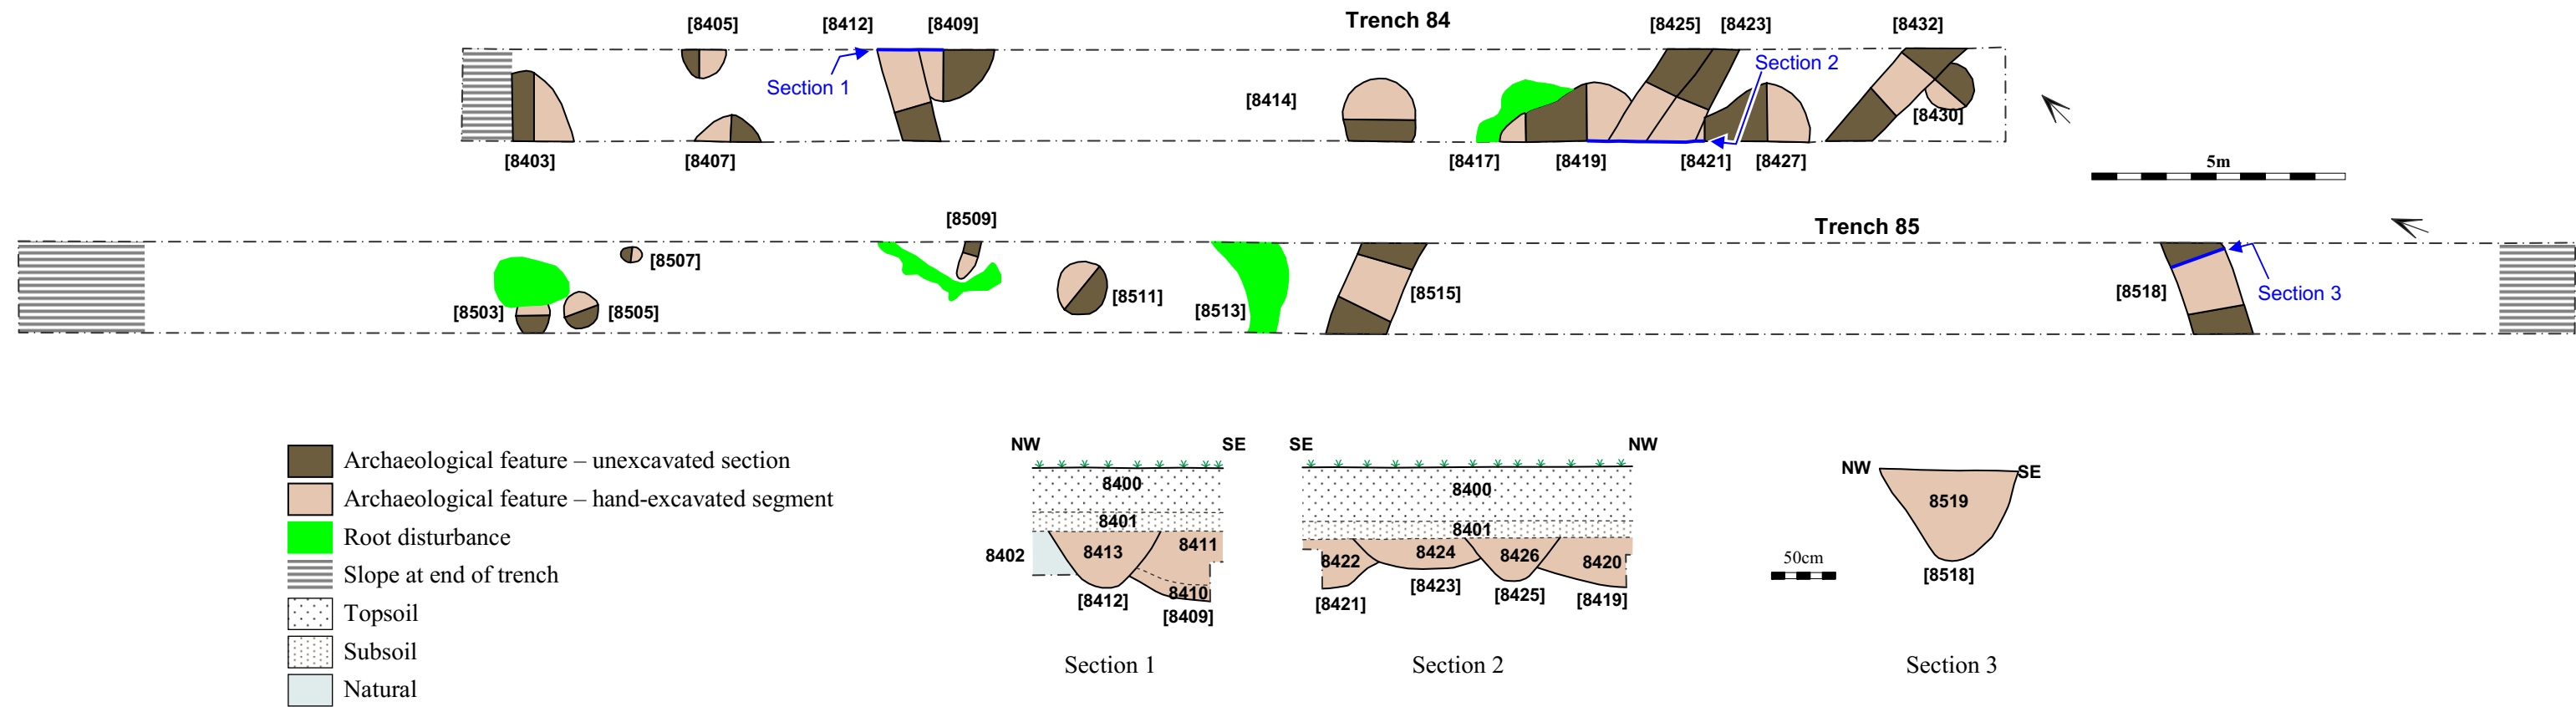 Trench 84
[8405]
[8412]
[8409]
[8425]
[8423]
[8432]
Section 1
Section 2
[8414]
[8430]
[8403]
[8407]
[8417]
[8419]
[8421]
[8427]
5m
[8509]
Trench 85
[8507]
[8503]
[8505]
[8511]
[8513]
[8515]
[8518]
Section 3
Archaeological feature – unexcavated section
Archaeological feature – hand-excavated segment
Root disturbance
Slope at end of trench
Topsoil
Subsoil
Natural
NW
SE
8400
8401
8402
8413
8411
8410
[8412]
[8409]
Section 1
SE
NW
8400
8401
8422
8424
8426
8420
[8421]
[8423]
[8425]
[8419]
Section 2
50cm
NW
SE
8519
[8518]
Section 3